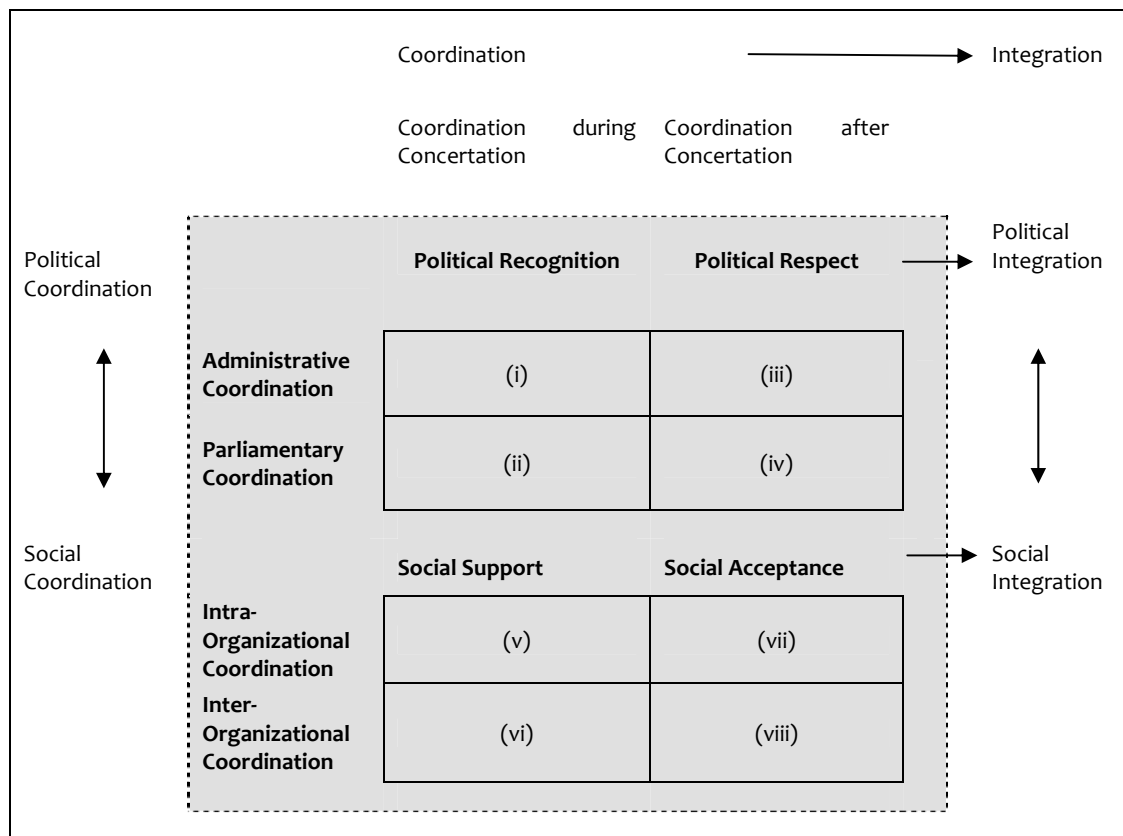 Coordination Integration
Coordination during Coordination after
Concertation Concertation
Political
Coordination
Political Recognition Political Respect
Political
Integration
Administrative
Coordination
(i) (iii)
Parliamentary
Coordination
(ii) (iv)
Social
Coordination
Social Support Social Acceptance
Social
Integration
Intra-
Organizational
Coordination
(v) (vii)
Inter-
Organizational
Coordination
(vi) (viii)